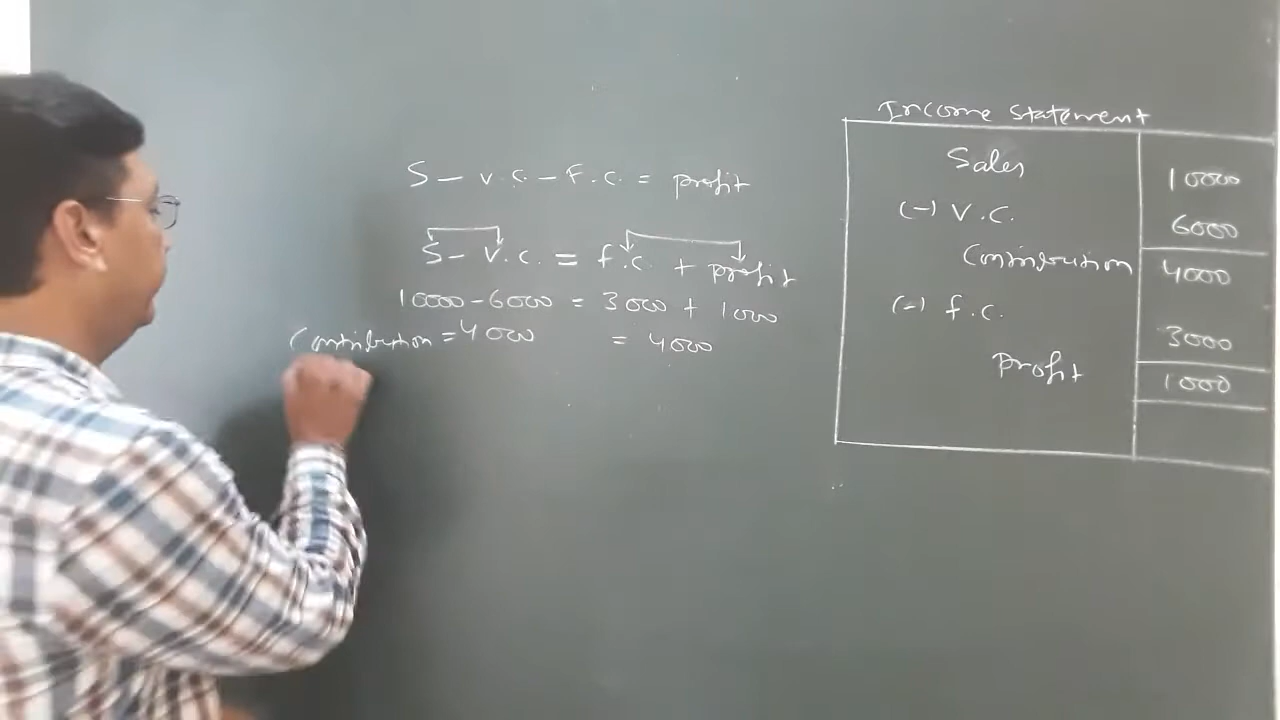 S - V.C. - F.C. = profit
S - V.C. = f.C. + profit
10000 - 6000 = 3000 + 1000
Contribution = 4000 = 4000
Income Statement
Sales 10000
(-) V.C. 6000
Contribution 4000
(-) f.C. 3000
Profit 1000